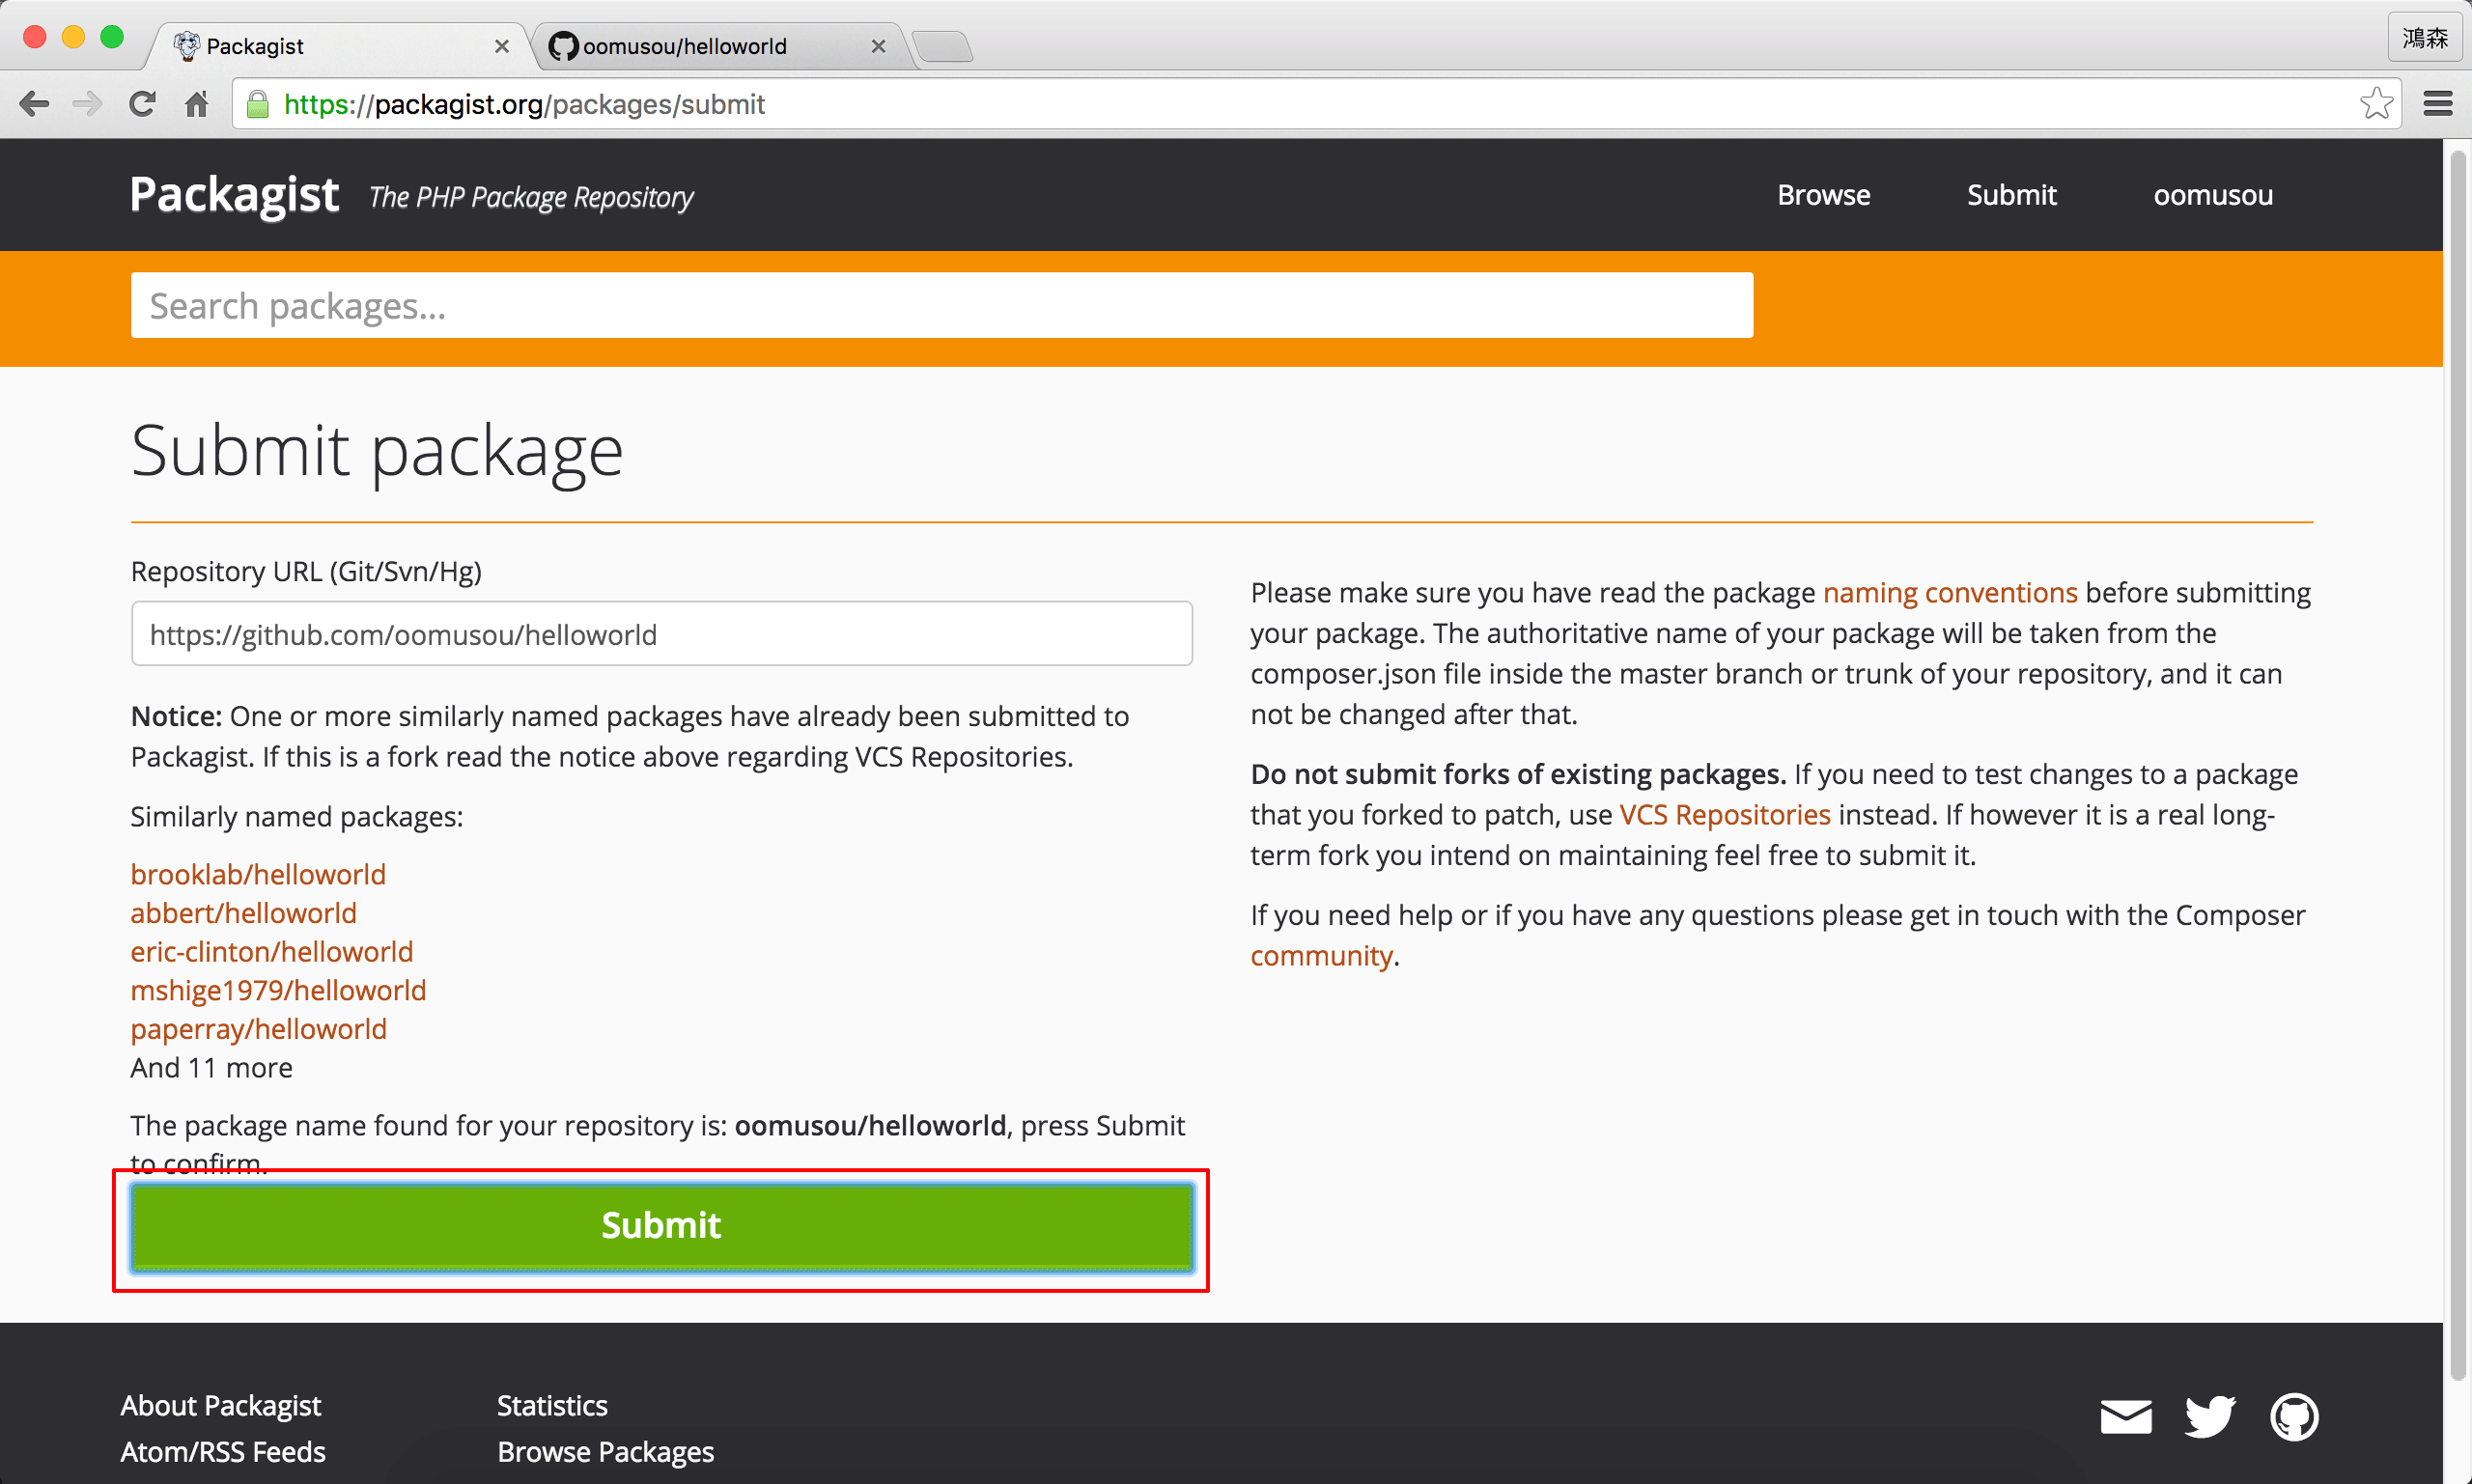 Packagist
oomusou/helloworld
鴻森
https://packagist.org/packages/submit
Packagist The PHP Package Repository
Browse Submit oomusou
Search packages...
Submit package
Repository URL (Git/Svn/Hg)
https://github.com/oomusou/helloworld
Notice: One or more similarly named packages have already been submitted to
Packagist. If this is a fork read the notice above regarding VCS Repositories.
Similarly named packages:
brooklab/helloworld
abbert/helloworld
eric-clinton/helloworld
mshige1979/helloworld
paperray/helloworld
And 11 more
The package name found for your repository is: oomusou/helloworld, press Submit
to confirm.
Submit
Please make sure you have read the package naming conventions before submitting
your package. The authoritative name of your package will be taken from the
composer.json file inside the master branch or trunk of your repository, and it can
not be changed after that.
Do not submit forks of existing packages. If you need to test changes to a package
that you forked to patch, use VCS Repositories instead. If however it is a real long-
term fork you intend on maintaining feel free to submit it.
If you need help or if you have any questions please get in touch with the Composer
community.
About Packagist
Atom/RSS Feeds
Statistics
Browse Packages